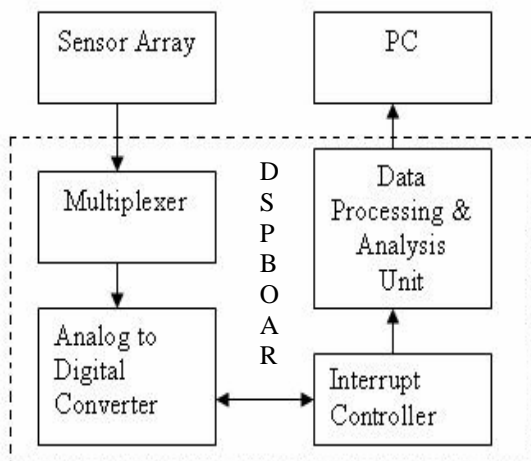 Sensor Array
PC
Multiplexer
D
S
P
B
O
A
R
Data
Processing &
Analysis
Unit
Analog to
Digital
Converter
Interrupt
Controller